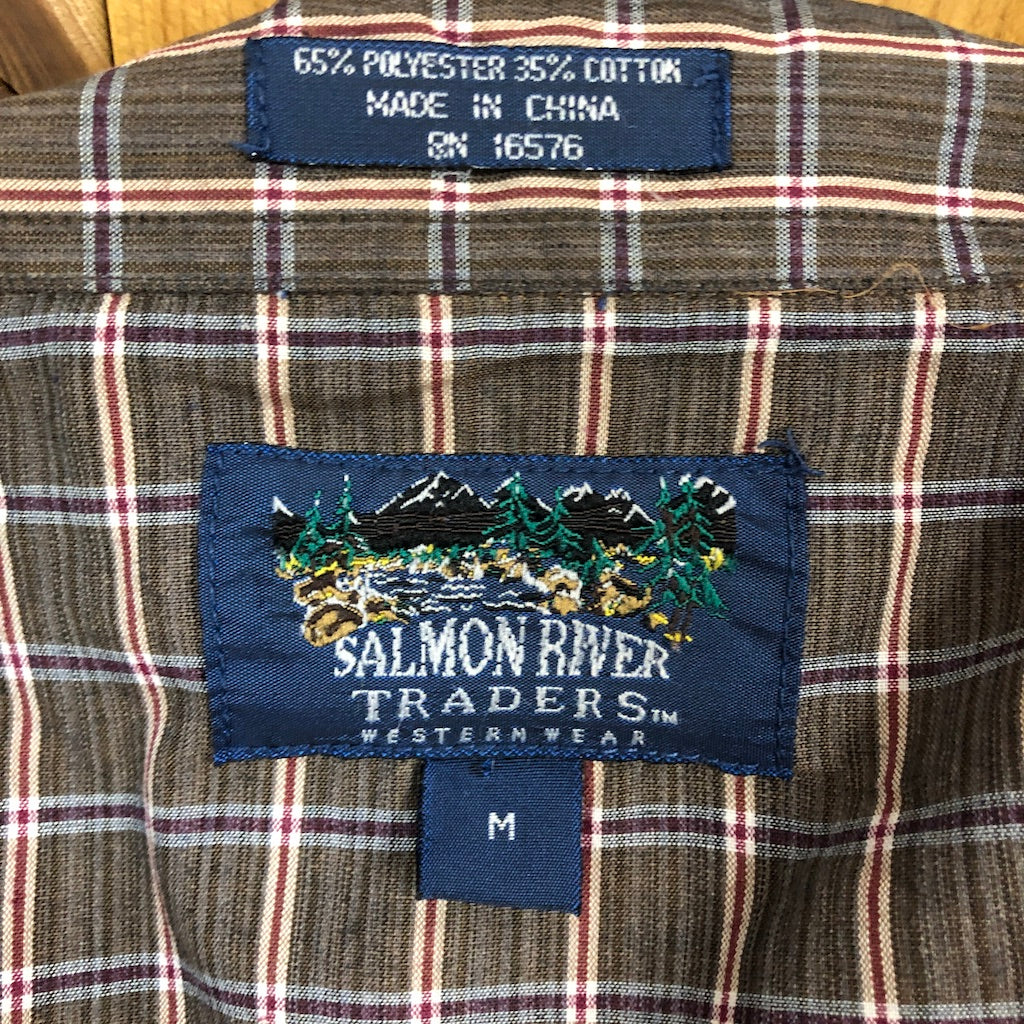 65% POLYESTER 35% COTTON
MADE IN CHINA
RN 16576
SALMON RIVER
TRADERS™
WESTERN WEAR
M